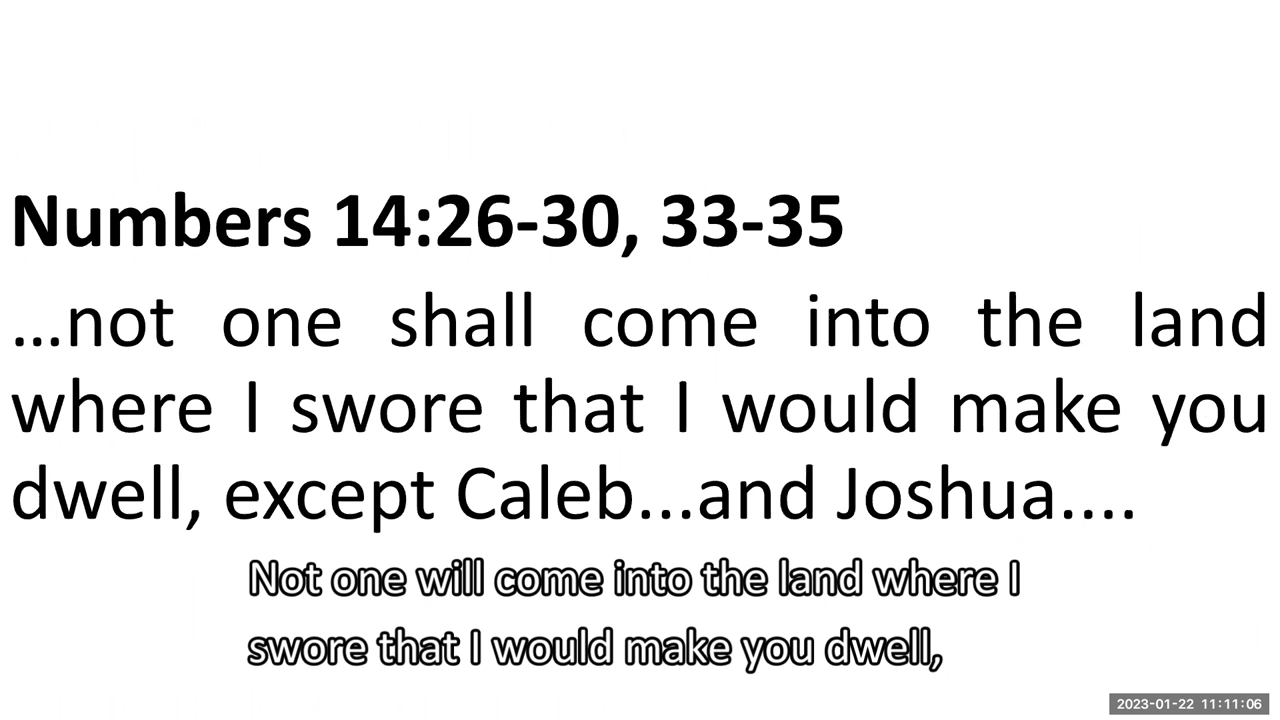 Numbers 14:26-30, 33-35
...not one shall come into the land
where I swore that I would make you
dwell, except Caleb...and Joshua....
Not one will come into the land where I
swore that I would make you dwell,
2023-01-22 11:11:06